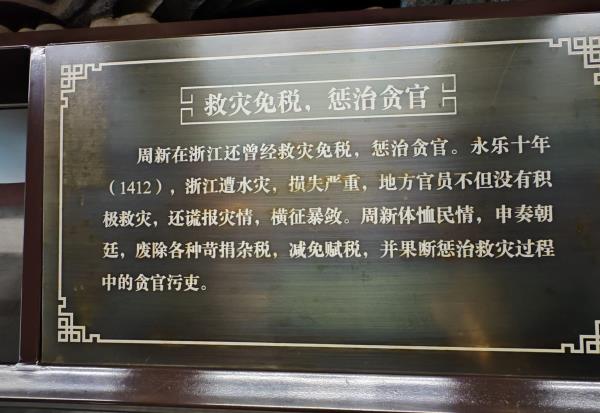 救灾免税，惩治贪官
周新在浙江还曾经救灾免税，惩治贪官。永乐十年
（1412），浙江遭水灾，损失严重，地方官员不但没有积
极救灾，还谎报灾情，横征暴敛。周新体恤民情，申奏朝
廷，废除各种苛捐杂税，减免赋税，并果断惩治救灾过程
中的贪官污吏。